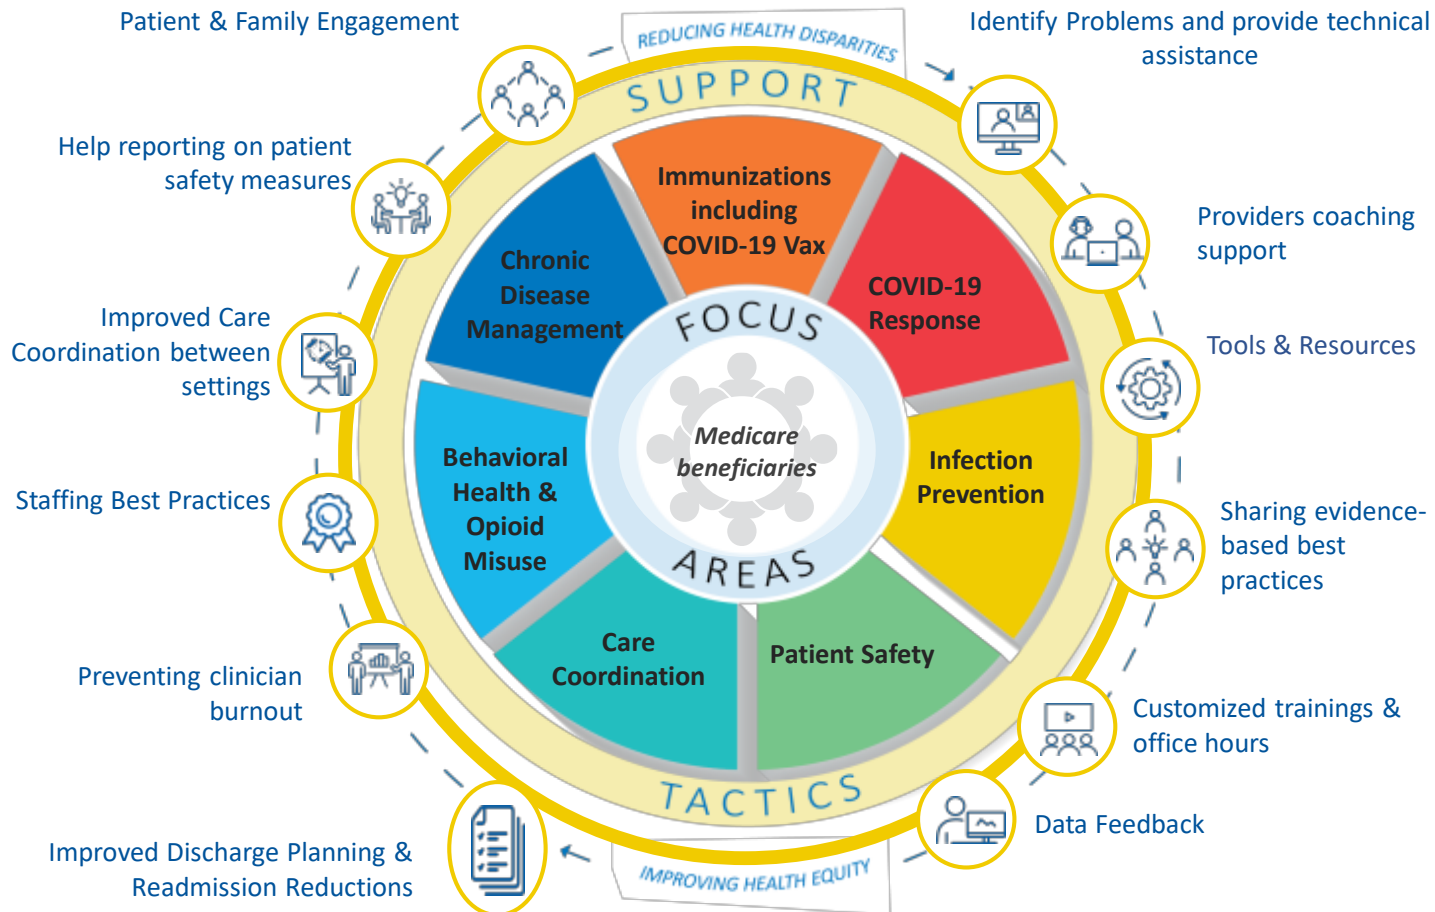 Patient & Family Engagement
REDUCING HEALTH DISPARITIES
Identify Problems and provide technical
assistance
SUPPORT
Help reporting on patient
safety measures
Immunizations
including
COVID-19 Vax
Providers coaching
support
Chronic
Disease
Management
COVID-19
Response
FOCUS
Improved Care
Coordination between
settings
Tools & Resources
Medicare
beneficiaries
Behavioral
Health &
Opioid
Misuse
Infection
Prevention
Staffing Best Practices
Sharing evidence-
based best
practices
AREAS
Care
Coordination
Patient Safety
Preventing clinician
burnout
Customized trainings &
office hours
TACTICS
Data Feedback
Improved Discharge Planning &
Readmission Reductions
IMPROVING HEALTH EQUITY